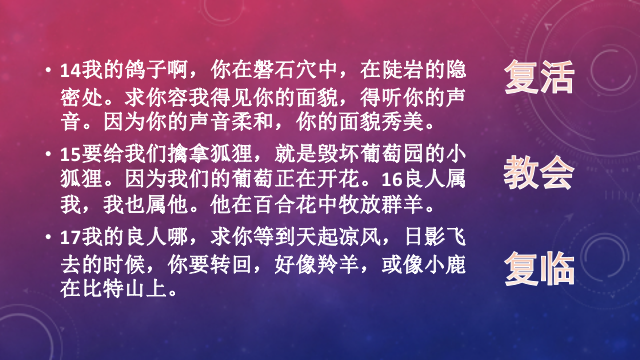 • 14我的鸽子啊，你在磐石穴中，在陡岩的隐
密处。求你容我得见你的面貌，得听你的声
音。因为你的声音柔和，你的面貌秀美。
• 15要给我们擒拿狐狸，就是毁坏葡萄园的小
狐狸。因为我们的葡萄正在开花。16良人属
我，我也属他。他在百合花中牧放群羊。
• 17我的良人哪，求你等到天起凉风，日影飞
去的时候，你要转回，好像羚羊，或像小鹿
在比特山上。
复活
教会
复临